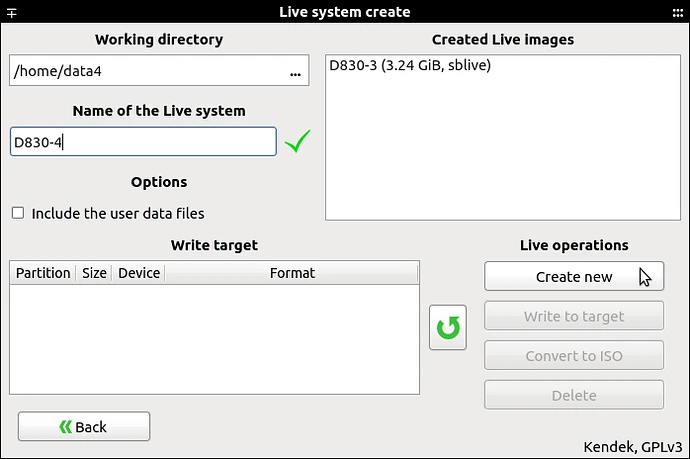 Live system create
Working directory
/home/data4 ...
Name of the Live system
D830-4
Options
Include the user data files
Created Live images
D830-3 (3.24 GiB, sblive)
Write target
Partition Size Device Format
Live operations
Create new
Write to target
Convert to ISO
Delete
Back
Kendek, GPLv3